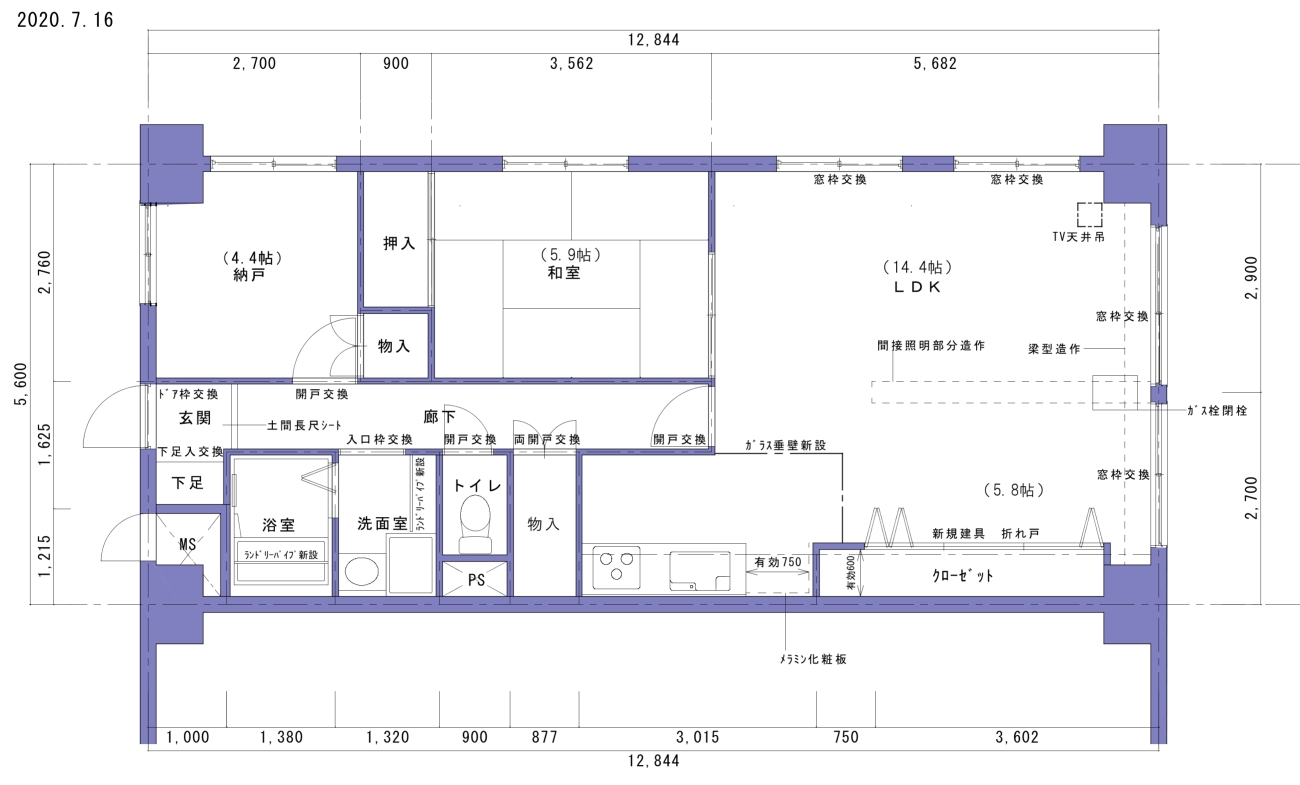 2020.7.16
12,844
2,700
900
3,562
5,682
窓枠交換
窓枠交換
TV天井吊
押入
(4.4帖)
納戸
(5.9帖)
和室
(14.4帖)
LDK
2,760
2,900
5,600
窓枠交換
物入
間接照明部分造作
梁型造作
ドア枠交換
開戸交換
玄関
廊下
ガス栓閉栓
土間長尺シート
入口枠交換
開戸交換
両開戸交換
開戸交換
ガラス垂壁新設
1,625
下足入交換
下足
ランドリーパイプ新設
トイレ
窓枠交換
(5.8帖)
2,700
浴室
洗面室
物入
新規建具 折れ戸
MS
1,215
ランドリーパイプ新設
PS
有効750
有効600
クローゼット
メラミン化粧板
1,000
1,380
1,320
900
877
3,015
750
3,602
12,844